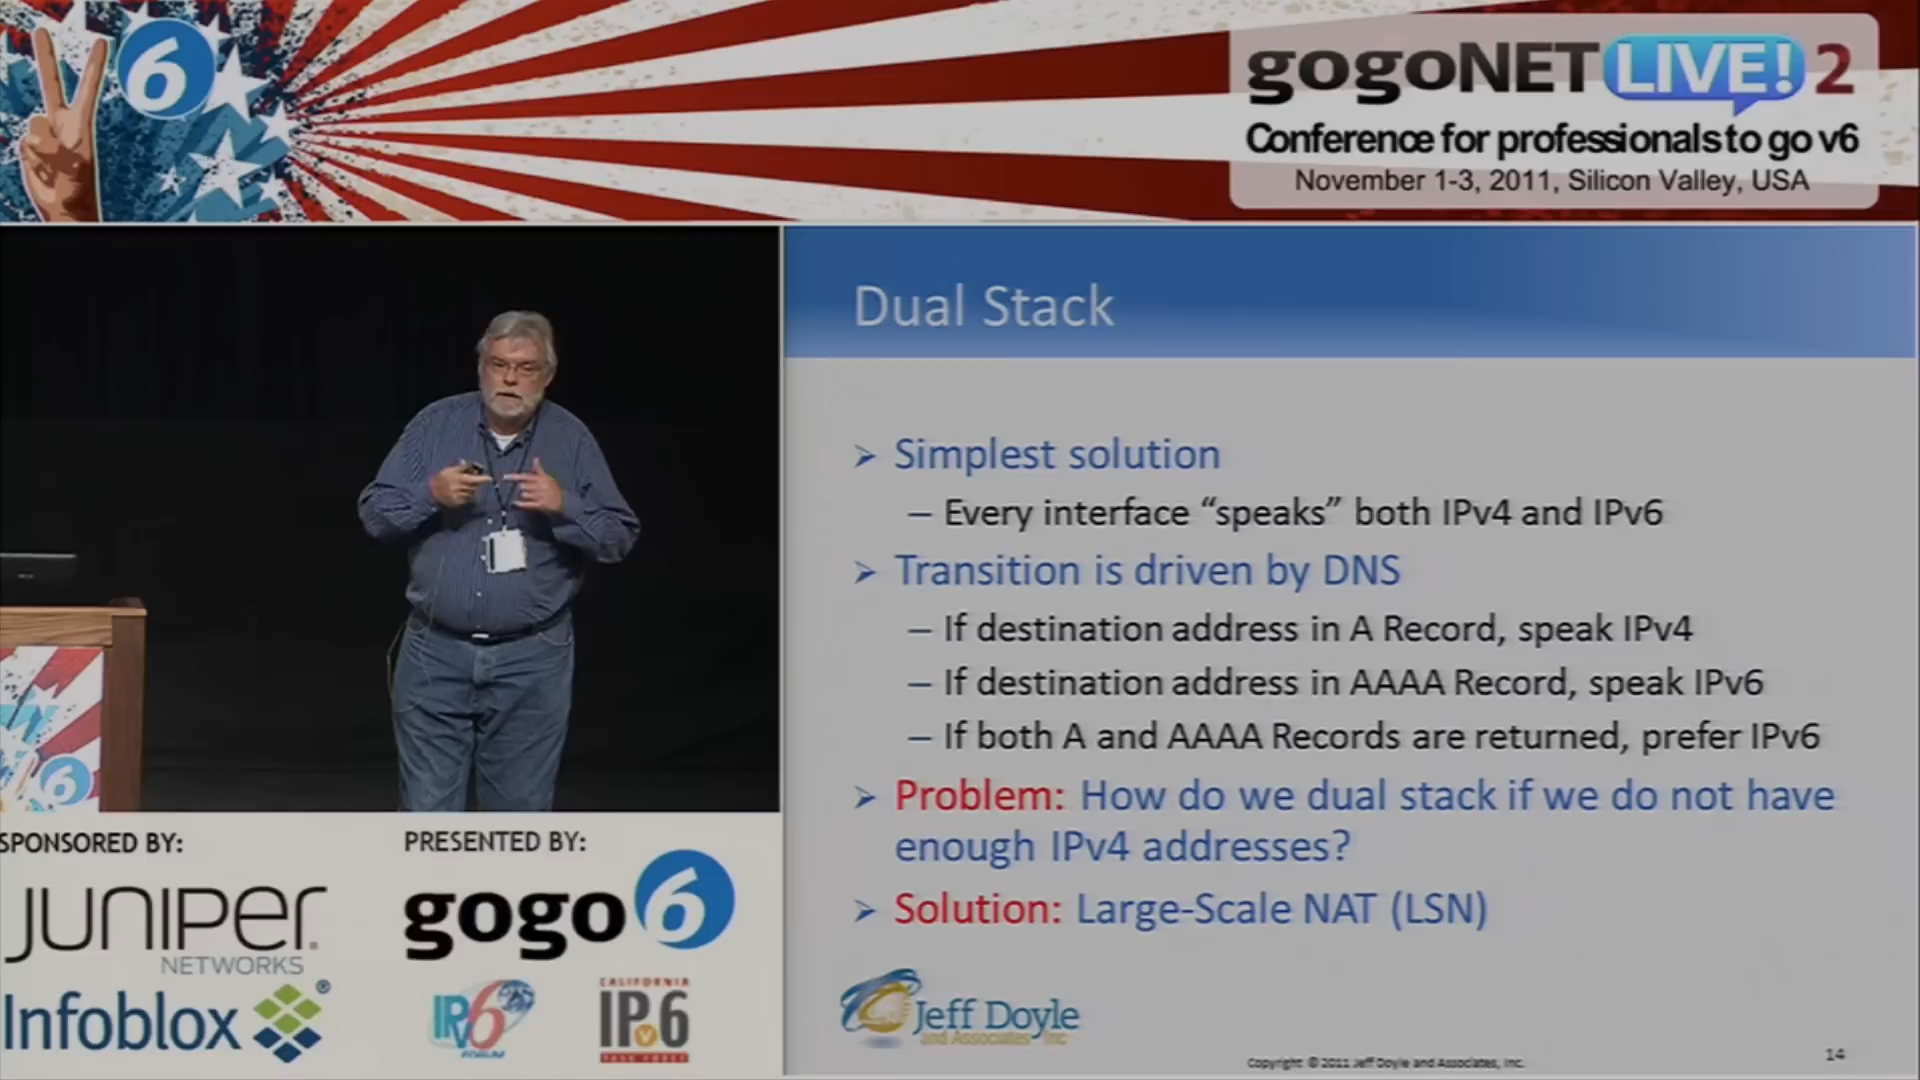 6
gogoNET LIVE! 2
Conference for professionals to go v6
November 1-3, 2011, Silicon Valley, USA
Dual Stack
➢ Simplest solution
– Every interface “speaks” both IPv4 and IPv6
➢ Transition is driven by DNS
– If destination address in A Record, speak IPv4
– If destination address in AAAA Record, speak IPv6
– If both A and AAAA Records are returned, prefer IPv6
➢ Problem: How do we dual stack if we do not have
enough IPv4 addresses?
➢ Solution: Large-Scale NAT (LSN)
Jeff Doyle
and Associates, Inc
Copyright © 2011 Jeff Doyle and Associates, Inc.
14
6
SPONSORED BY:
JUNIPEr
NETWORKS
Infoblox ®
PRESENTED BY:
gogo6
IPv6
FORUM
CALIFORNIA
IPv6
TASK FORCE